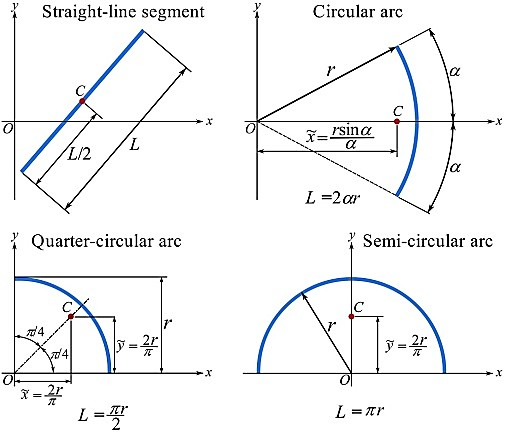 Straight-line segment
y
C
O
x
L/2
L
Circular arc
y
r
α
C
O
x
x̃ = r sin α / α
α
L = 2αr
Quarter-circular arc
y
C
r
π/4
π/4
ỹ = 2r/π
O
x
x̃ = 2r/π
L = πr/2
Semi-circular arc
y
C
r
ỹ = 2r/π
O
x
L = πr